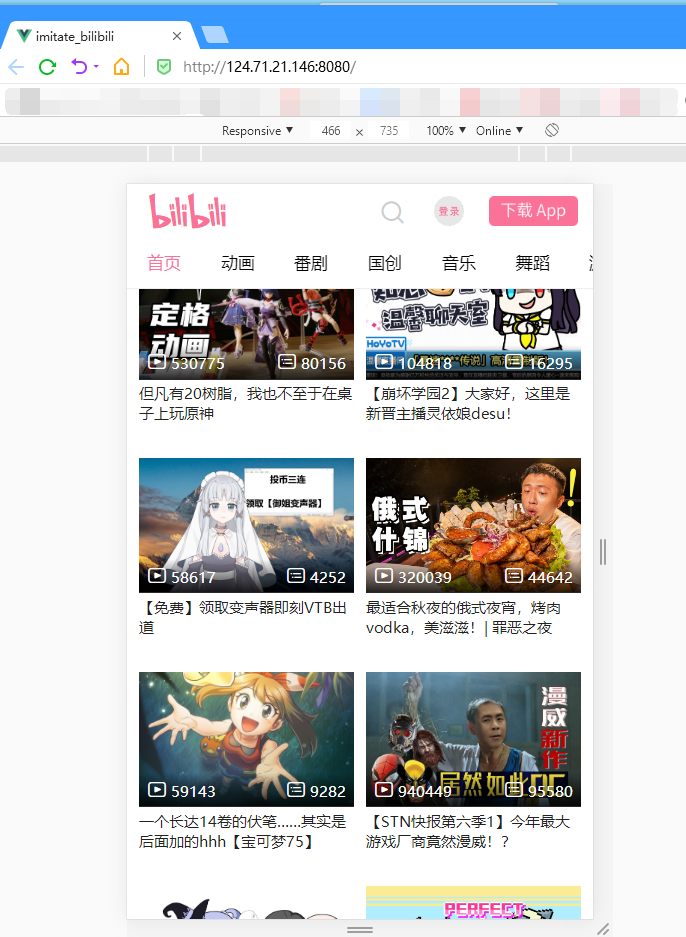 imitate_bilibili
http://124.71.21.146:8080/
Responsive ▼ 466 × 735 100% ▼ Online ▼
bilibili 登录 下载 App
首页 动画 番剧 国创 音乐 舞蹈
定格
动画
530775 80156
温馨聊天室
HoYoTV
104818 16295
但凡有20树脂，我也不至于在桌
子上玩原神
【崩坏学园2】大家好，这里是
新晋主播灵依娘desu！
投币三连
领取【御姐变声器】
58617 4252
俄式
什锦
320039 44642
【免费】领取变声器即刻VTB出
道
最适合秋夜的俄式夜宵，烤肉
vodka，美滋滋！| 罪恶之夜
59143 9282
漫威
新作
居然如此
940449 95580
一个长达14卷的伏笔......其实是
后面加的hhh【宝可梦75】
【STN快报第六季1】今年最大
游戏厂商竟然漫威！？
PERFECT